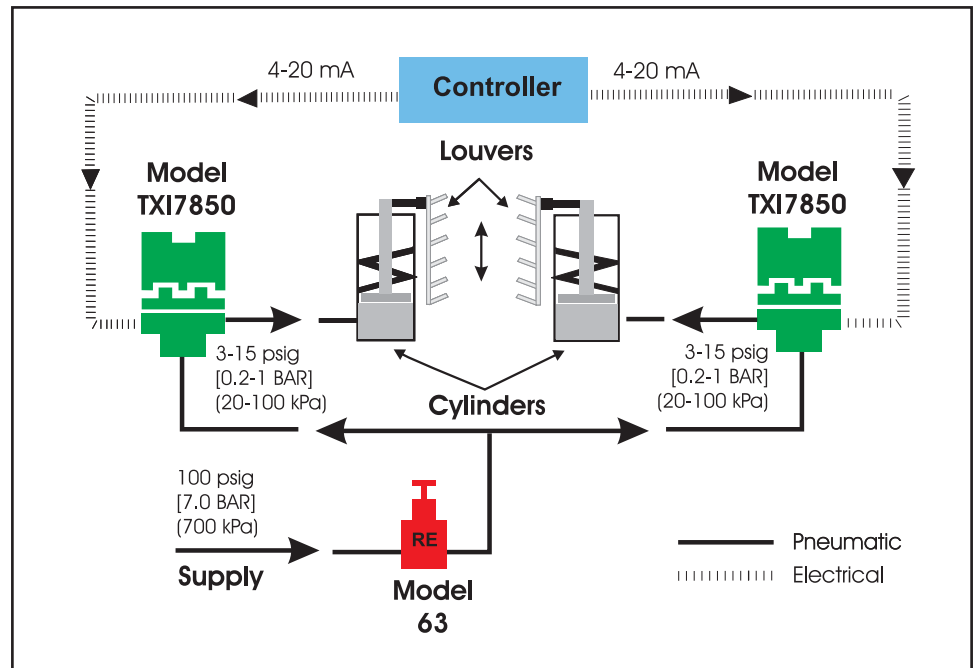 4-20 mA
Controller
4-20 mA
Louvers
Model
TXI7850
Model
TXI7850
3-15 psig
[0.2-1 BAR]
(20-100 kPa)
3-15 psig
[0.2-1 BAR]
(20-100 kPa)
Cylinders
100 psig
[7.0 BAR]
(700 kPa)
Supply
RE
Model
63
Pneumatic
Electrical